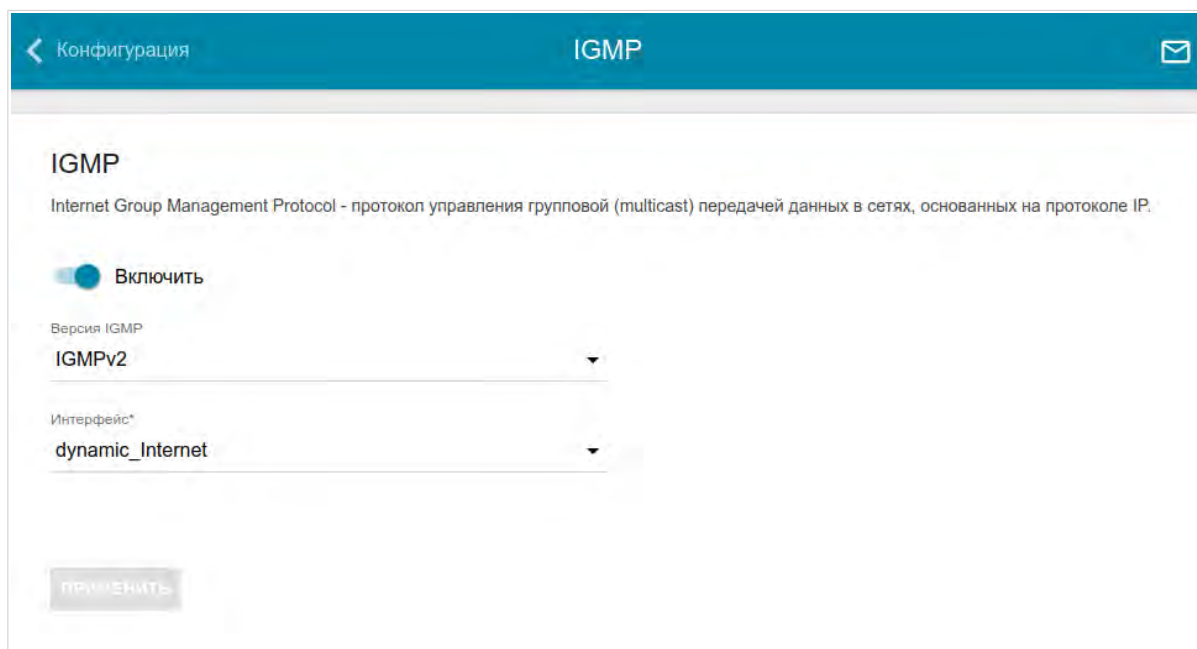 Конфигурация
IGMP
IGMP
Internet Group Management Protocol - протокол управления групповой (multicast) передачей данных в сетях, основанных на протоколе IP.
Включить
Версия IGMP
IGMPv2
Интерфейс*
dynamic_Internet
ПРИМЕНИТЬ